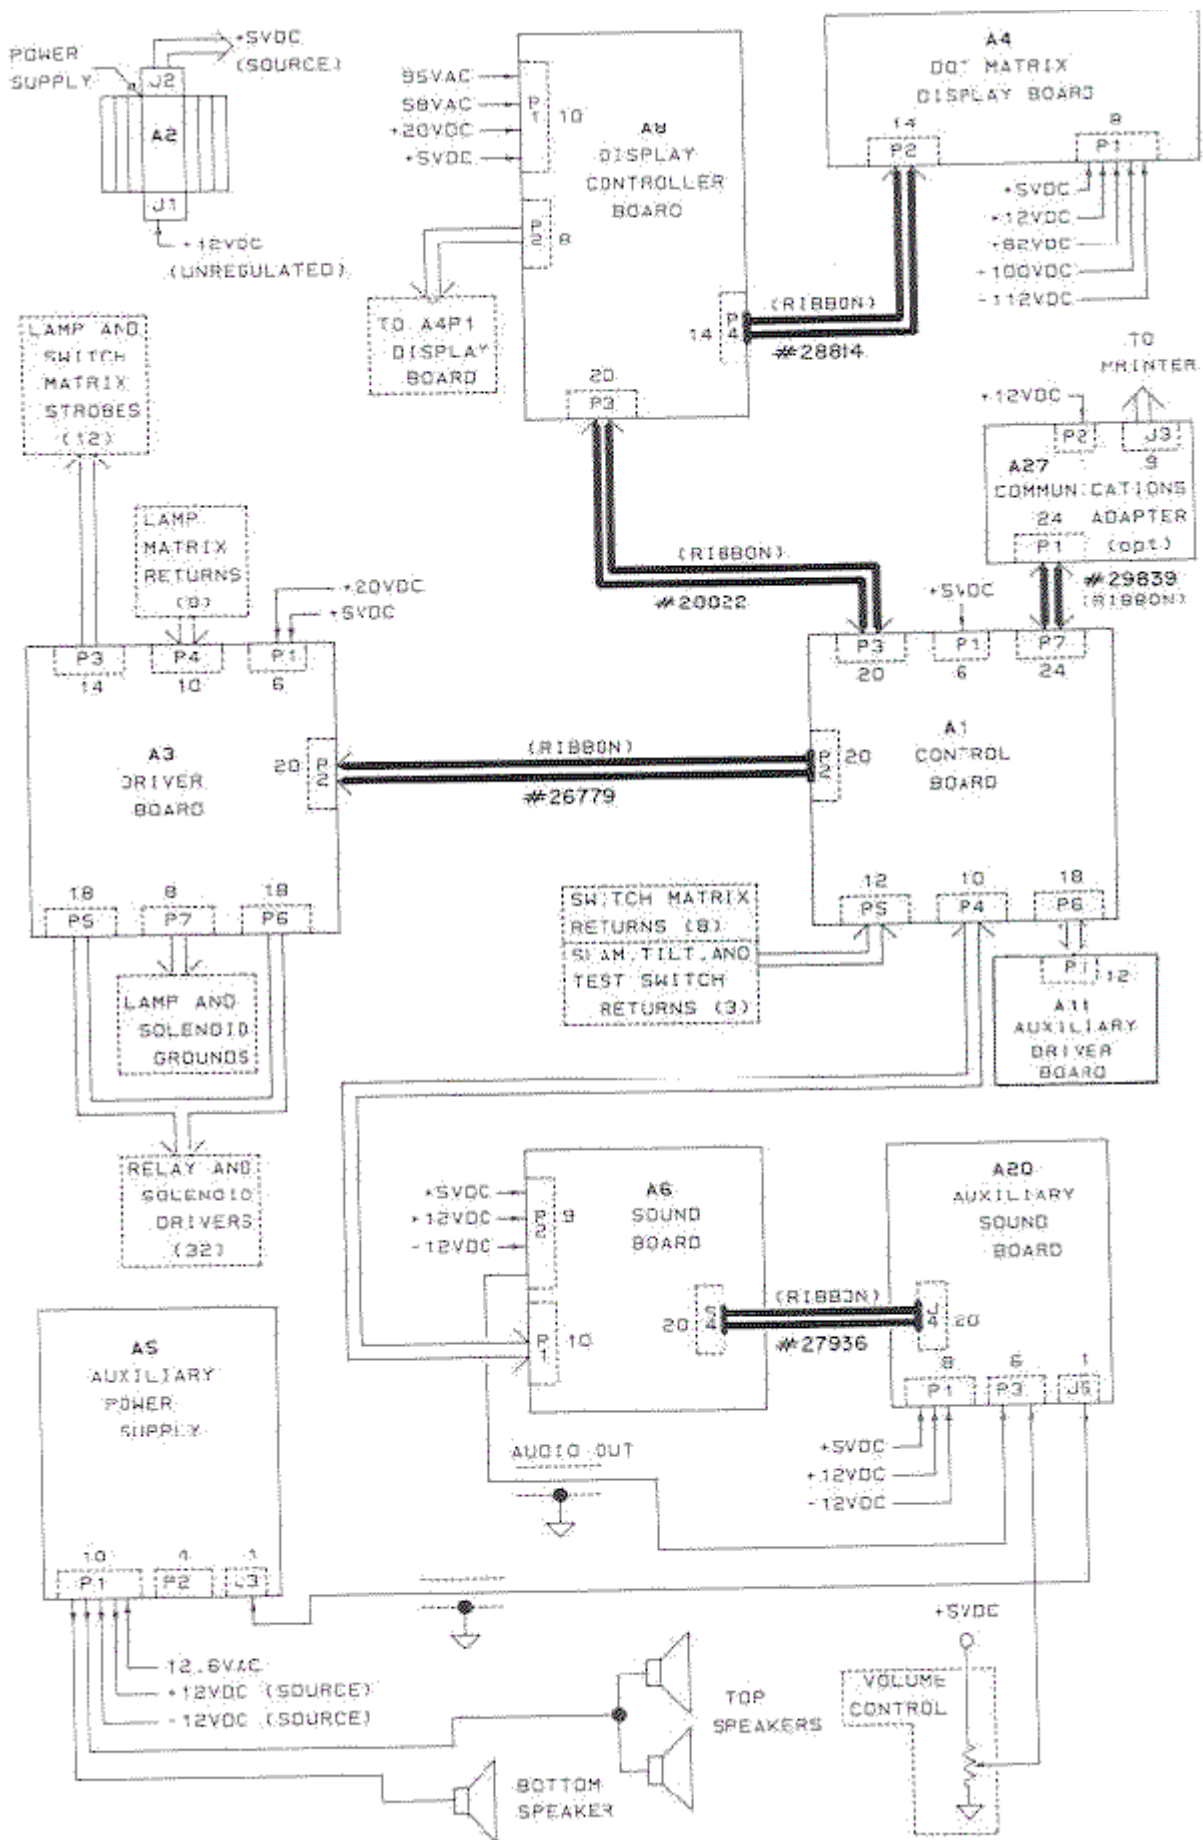 POWER
SUPPLY
+5VDC
(SOURCE)
J2
A2
J1
+12VDC
(UNREGULATED)
95VAC
58VAC
+20VDC
+5VDC
P1
10
A8
DISPLAY
CONTROLLER
BOARD
P2
8
TO A4P1
DISPLAY
BOARD
14
P4
(RIBBON)
#28814
20
P3
A4
DOT MATRIX
DISPLAY BOARD
14
P2
8
P1
+5VDC
+12VDC
+62VDC
+100VDC
-112VDC
LAMP AND
SWITCH
MATRIX
STROBES
(12)
LAMP
MATRIX
RETURNS
+20VDC
+5VDC
(RIBBON)
#20022
TO
PRINTER
+12VDC
P2
J3
A27
9
COMMUNICATIONS
24
ADAPTER
P1
(opt)
#29839
(RIBBON)
+5VDC
P3
P4
P1
14
10
6
A3
DRIVER
BOARD
20
P2
18
8
18
P5
P7
P6
(RIBBON)
#26779
P3
P1
P7
20
6
24
A1
CONTROL
BOARD
P2
20
12
10
18
P5
P4
P6
SWITCH MATRIX
RETURNS (8)
SLAM, TILT, AND
TEST SWITCH
RETURNS (3)
P1
12
A11
AUXILIARY
DRIVER
BOARD
LAMP AND
SOLENOID
GROUNDS
RELAY AND
SOLENOID
DRIVERS
(32)
+5VDC
+12VDC
-12VDC
P2
9
A6
SOUND
BOARD
P1
10
20
(RIBBON)
#27936
A20
AUXILIARY
SOUND
BOARD
J4
20
8
6
1
P1
P3
+5VDC
+12VDC
-12VDC
AUDIO OUT
A5
AUXILIARY
POWER
SUPPLY
10
4
1
P1
P2
J3
12.6VAC
+12VDC (SOURCE)
-12VDC (SOURCE)
TOP
SPEAKERS
BOTTOM
SPEAKER
+5VDC
VOLUME
CONTROL